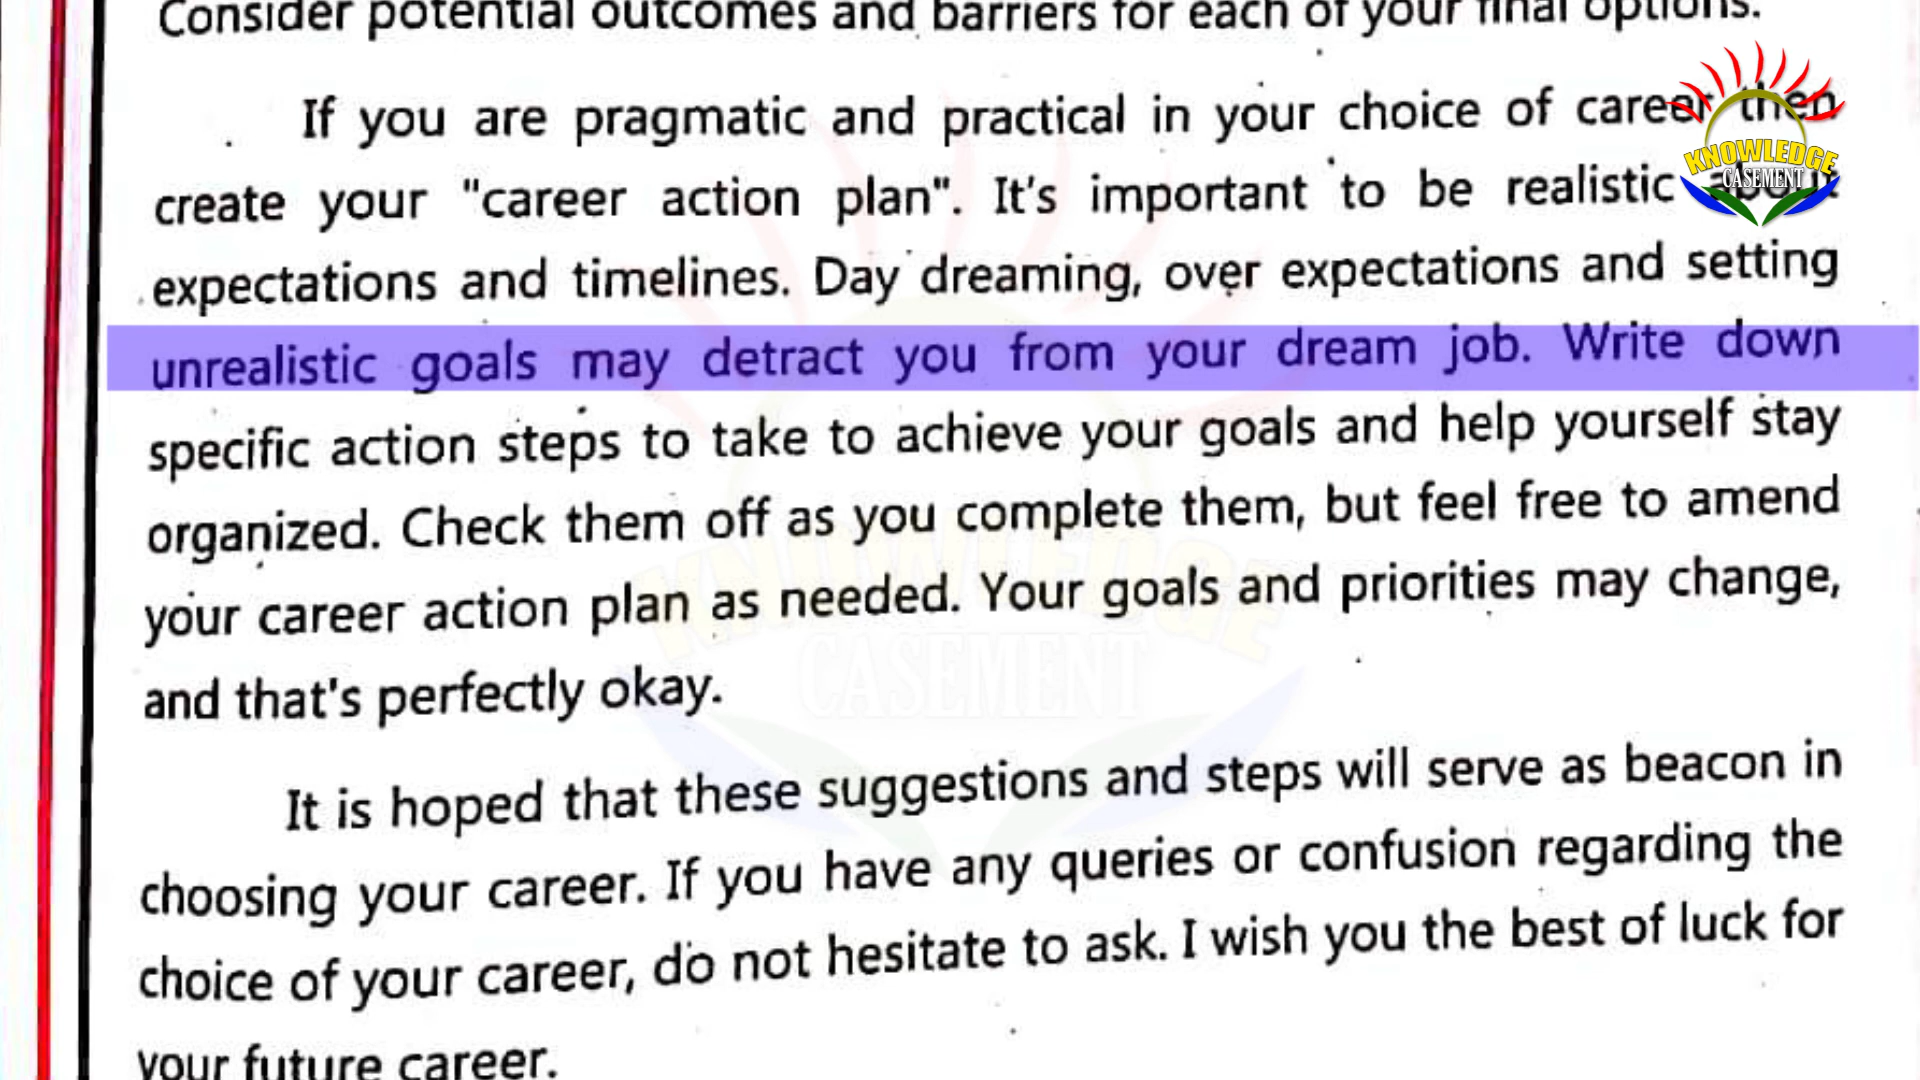 Consider potential outcomes and barriers for each of your final options.
If you are pragmatic and practical in your choice of career then
create your "career action plan". It's important to be realistic about
expectations and timelines. Day dreaming, over expectations and setting
unrealistic goals may detract you from your dream job. Write down
specific action steps to take to achieve your goals and help yourself stay
organized. Check them off as you complete them, but feel free to amend
your career action plan as needed. Your goals and priorities may change,
and that's perfectly okay.
It is hoped that these suggestions and steps will serve as beacon in
choosing your career. If you have any queries or confusion regarding the
choice of your career, do not hesitate to ask. I wish you the best of luck for
your future career.
KNOWLEDGE
CASEMENT
KNOWLEDGE
CASEMENT